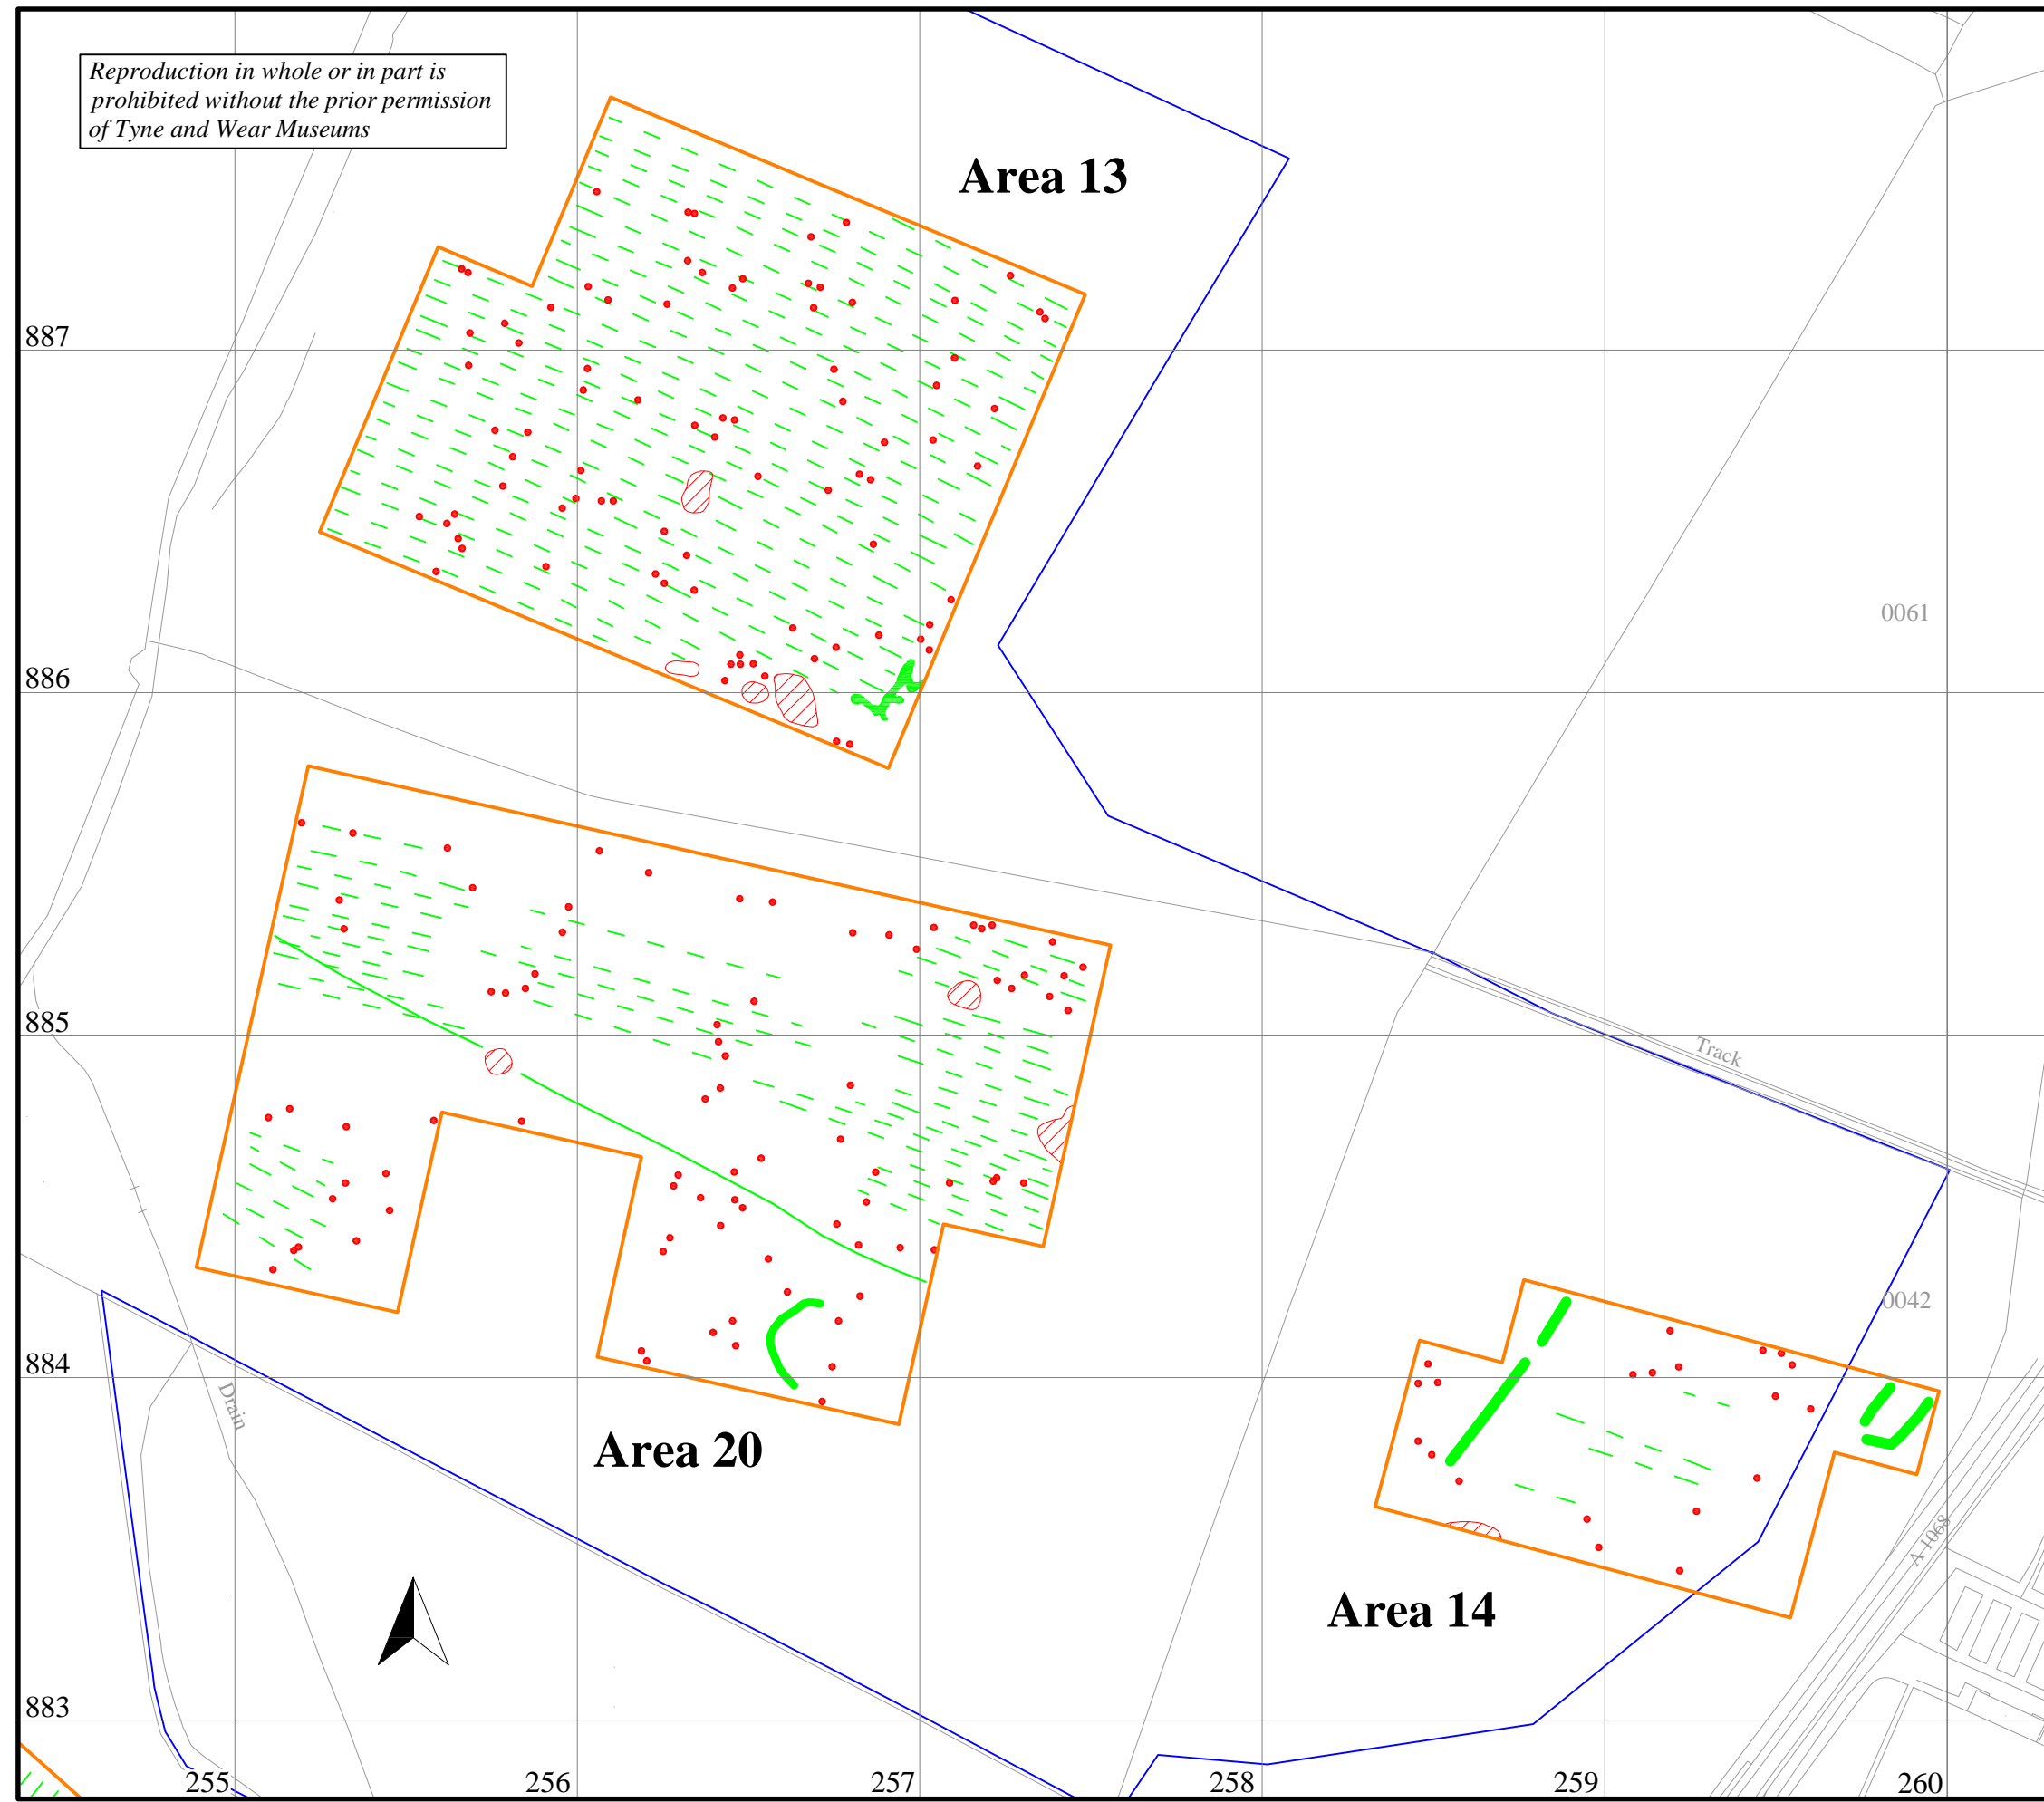 Reproduction in whole or in part is
prohibited without the prior permission
of Tyne and Wear Museums
Area 13
887
0061
886
885
Track
0042
884
Drain
Area 20
A 1068
Area 14
883
255
256
257
258
259
260